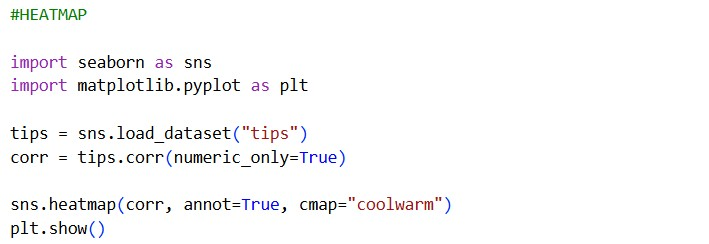 #HEATMAP
import seaborn as sns
import matplotlib.pyplot as plt
tips = sns.load_dataset("tips")
corr = tips.corr(numeric_only=True)
sns.heatmap(corr, annot=True, cmap="coolwarm")
plt.show()